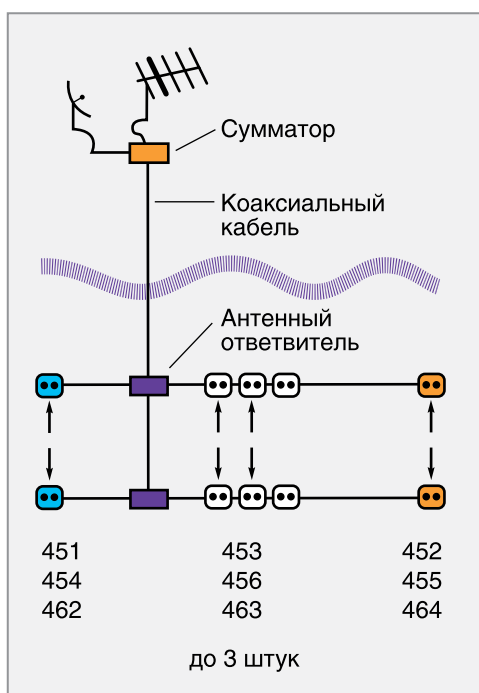 Сумматор
Коаксиальный
кабель
Антенный
ответвитель
451 453 452
454 456 455
462 463 464
до 3 штук